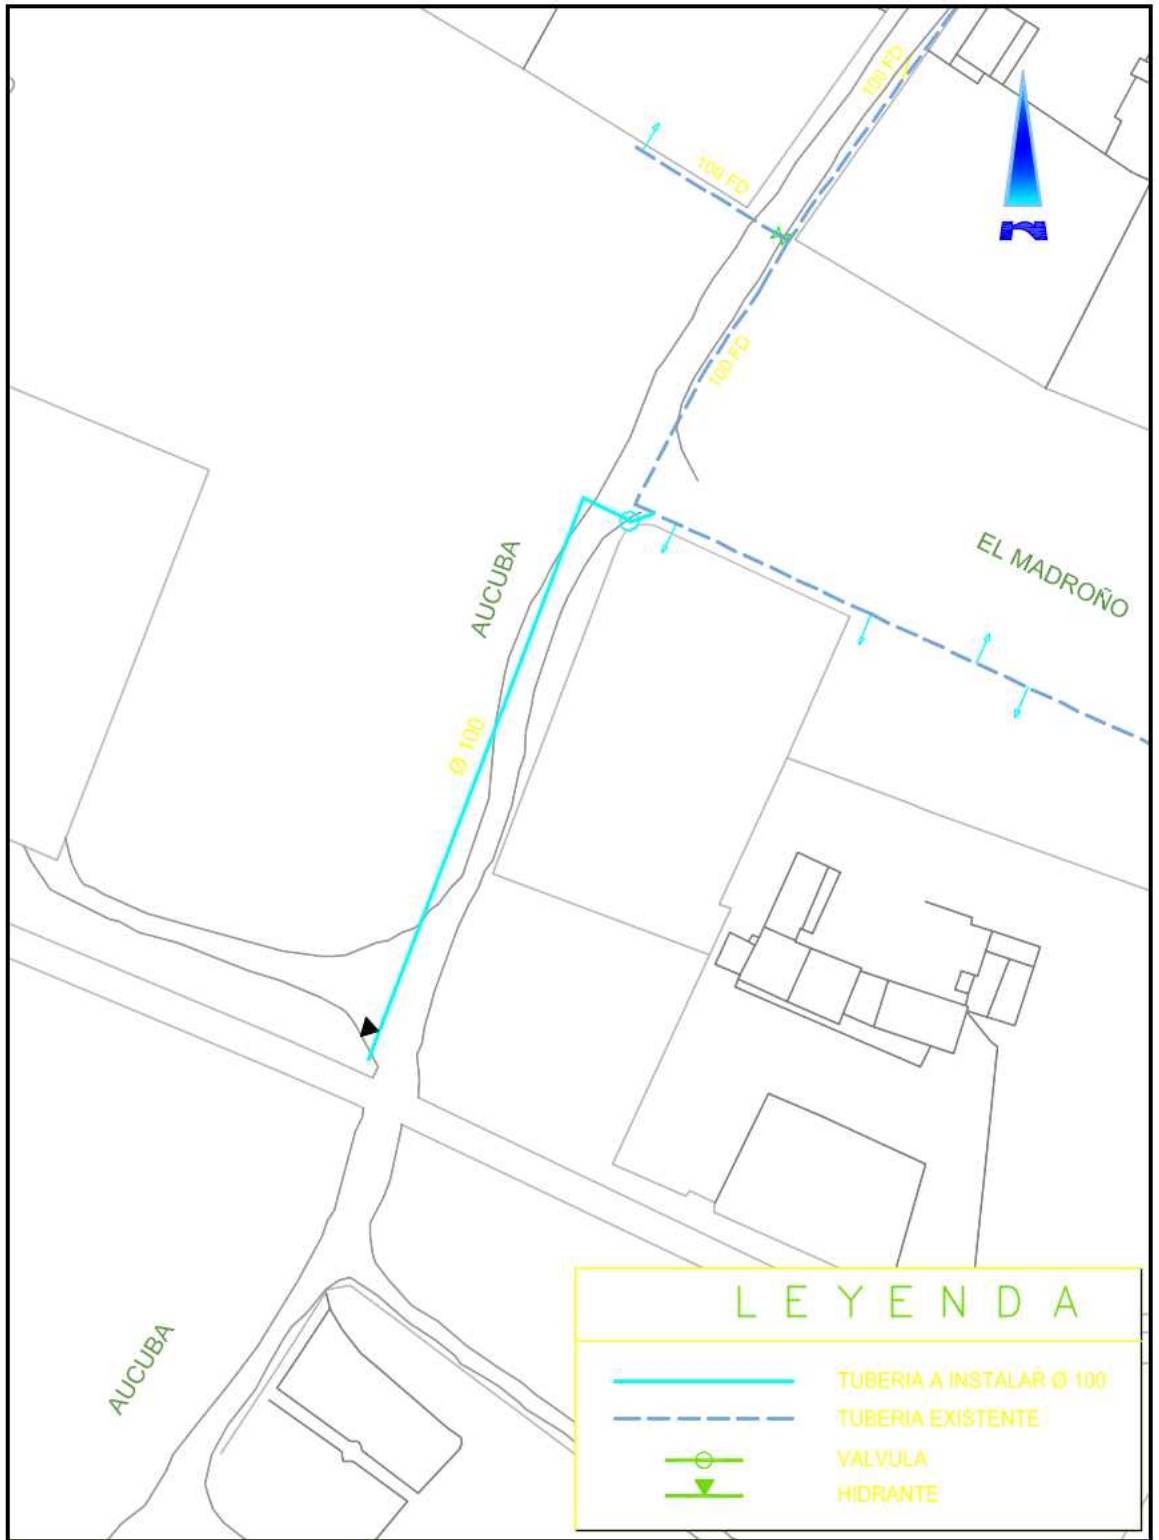 100 FD
100 FD
100 FD
AUCUBA
EL MADROÑO
Ø 100
AUCUBA
LEYENDA
TUBERIA A INSTALAR Ø 100
TUBERIA EXISTENTE
VALVULA
HIDRANTE